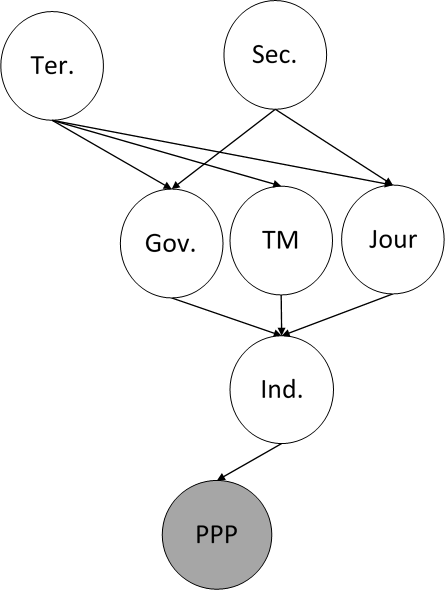 Ter.
Sec.
Gov.
TM
Jour
Ind.
PPP